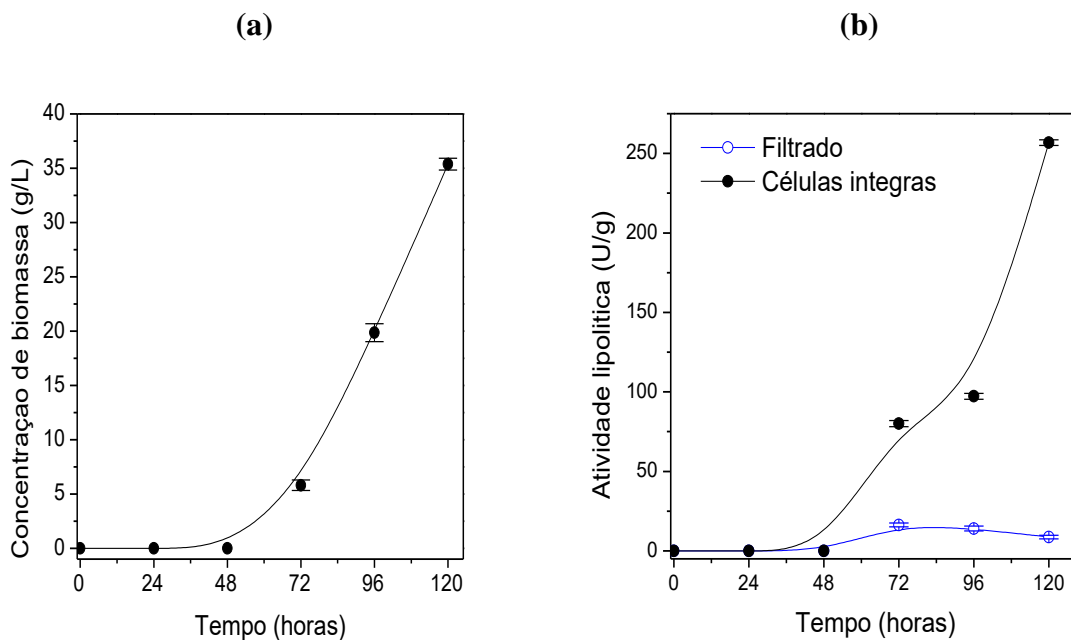 (a)
(b)
Concentraçao de biomassa (g/L)
40
35
30
25
20
15
10
5
0
0 24 48 72 96 120
Tempo (horas)
Atividade lipolitica (U/g)
250
200
150
100
50
0
Filtrado
Células integras
0 24 48 72 96 120
Tempo (horas)